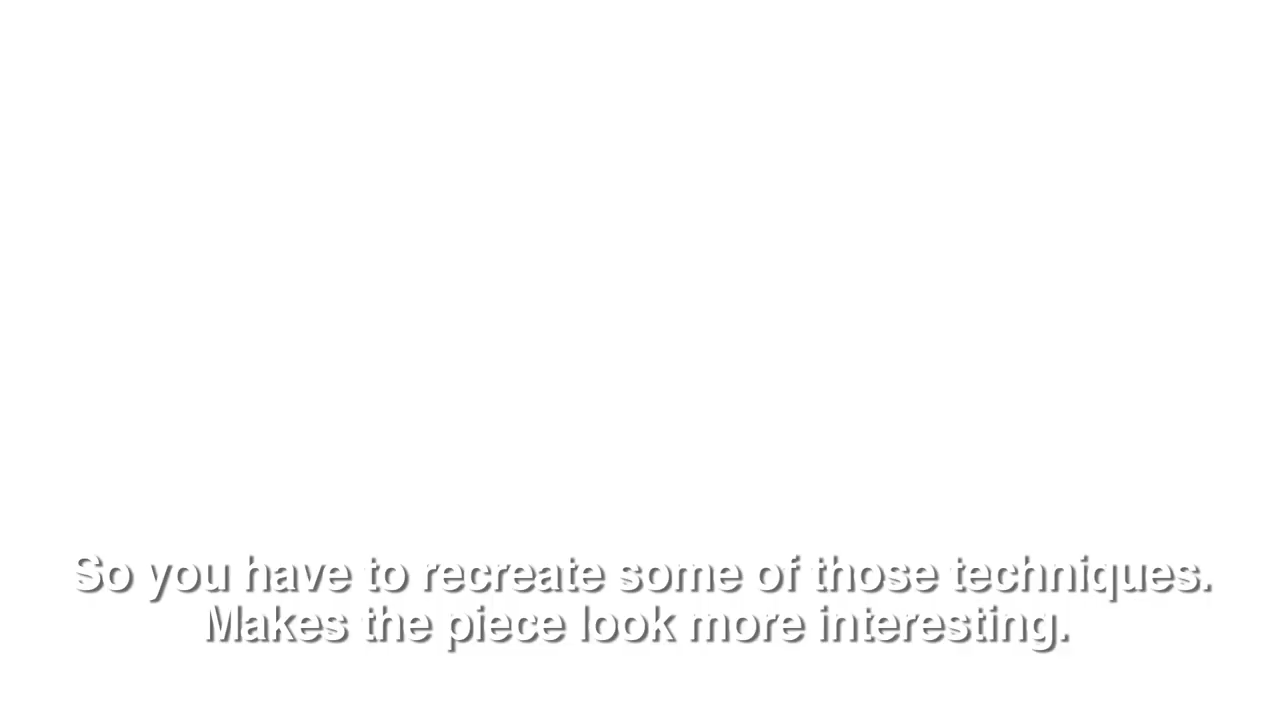 So you have to recreate some of those techniques.
Makes the piece look more interesting.